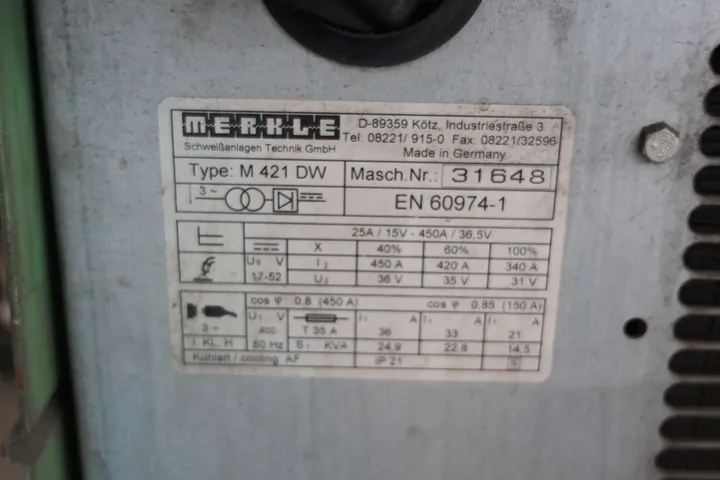 MERKLE
Schweißanlagen Technik GmbH
D-89359 Kötz, Industriestraße 3
Tel: 08221/ 915-0 Fax: 08221/32596
Made in Germany
Type: M 421 DW
Masch.Nr.: 31648
3~
EN 60974-1
25A / 15V - 450A / 36,5V
X 40% 60% 100%
U₀ V I₂ 450 A 420 A 340 A
17-52 U₂ 36 V 35 V 31 V
cos φ 0,8 (450 A) cos φ 0,85 (150 A)
U₁ V I₁ A I₁ A I₁ A
3~ 400 T 35 A 36 33 21
I. KL. H 50 Hz S₁ KVA 24,9 22,8 14,5
Kühlart / cooling AF IP 21 S